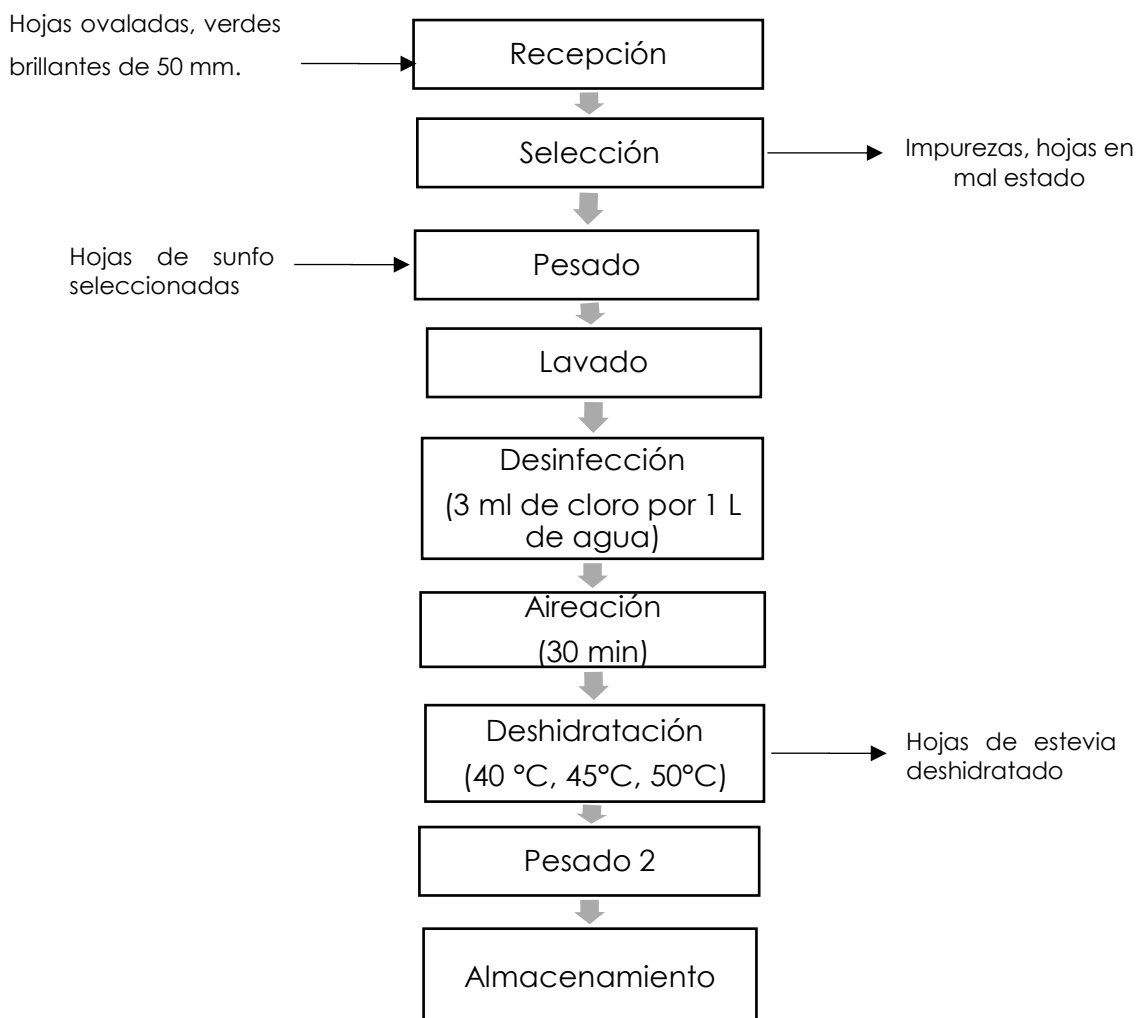 Hojas ovaladas, verdes
brillantes de 50 mm.
Recepción
Selección
Impurezas, hojas en
mal estado
Hojas de sunfo
seleccionadas
Pesado
Lavado
Desinfección
(3 ml de cloro por 1 L
de agua)
Aireación
(30 min)
Deshidratación
(40 °C, 45°C, 50°C)
Hojas de estevia
deshidratado
Pesado 2
Almacenamiento